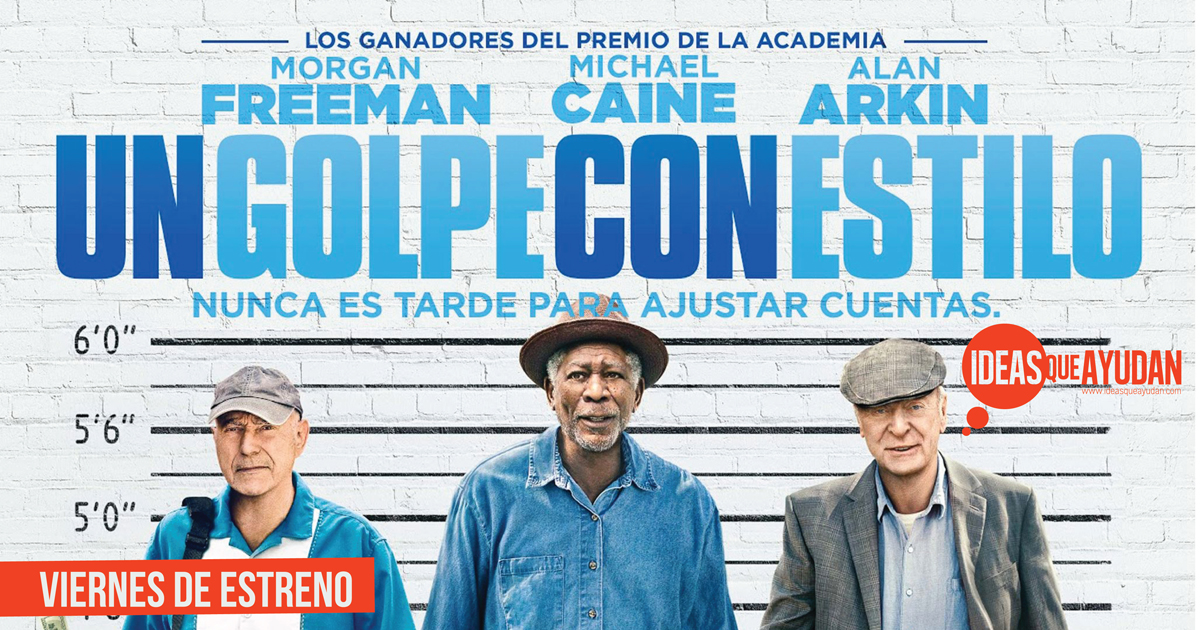 LOS GANADORES DEL PREMIO DE LA ACADEMIA
MORGAN FREEMAN
MICHAEL CAINE
ALAN ARKIN
UN GOLPE CON ESTILO
NUNCA ES TARDE PARA AJUSTAR CUENTAS.
6'0"
5'6"
5'0"
IDEAS QUE AYUDAN
www.ideasqueayudan.com
VIERNES DE ESTRENO